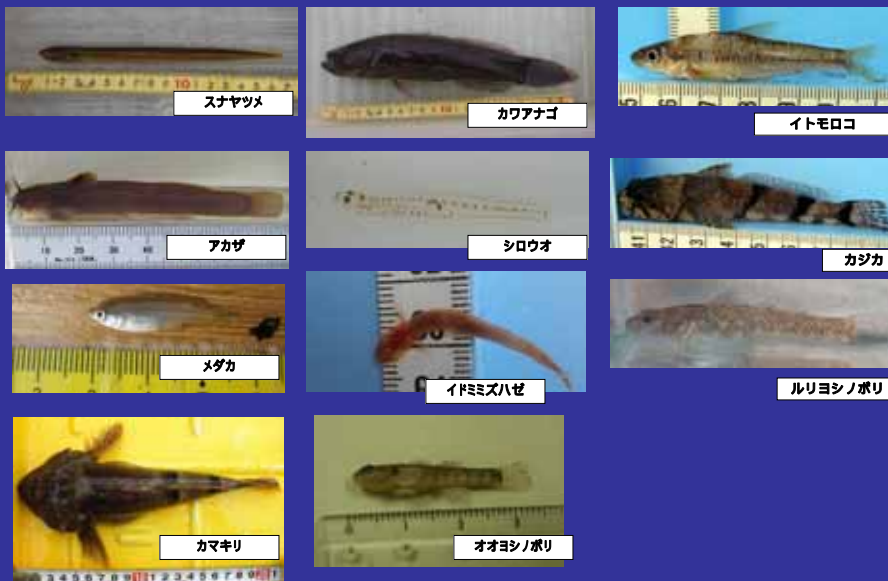 スナヤツメ
カワアナゴ
イトモロコ
アカザ
シロウオ
カジカ
メダカ
イドミミズハゼ
ルリヨシノボリ
カマキリ
オオヨシノボリ